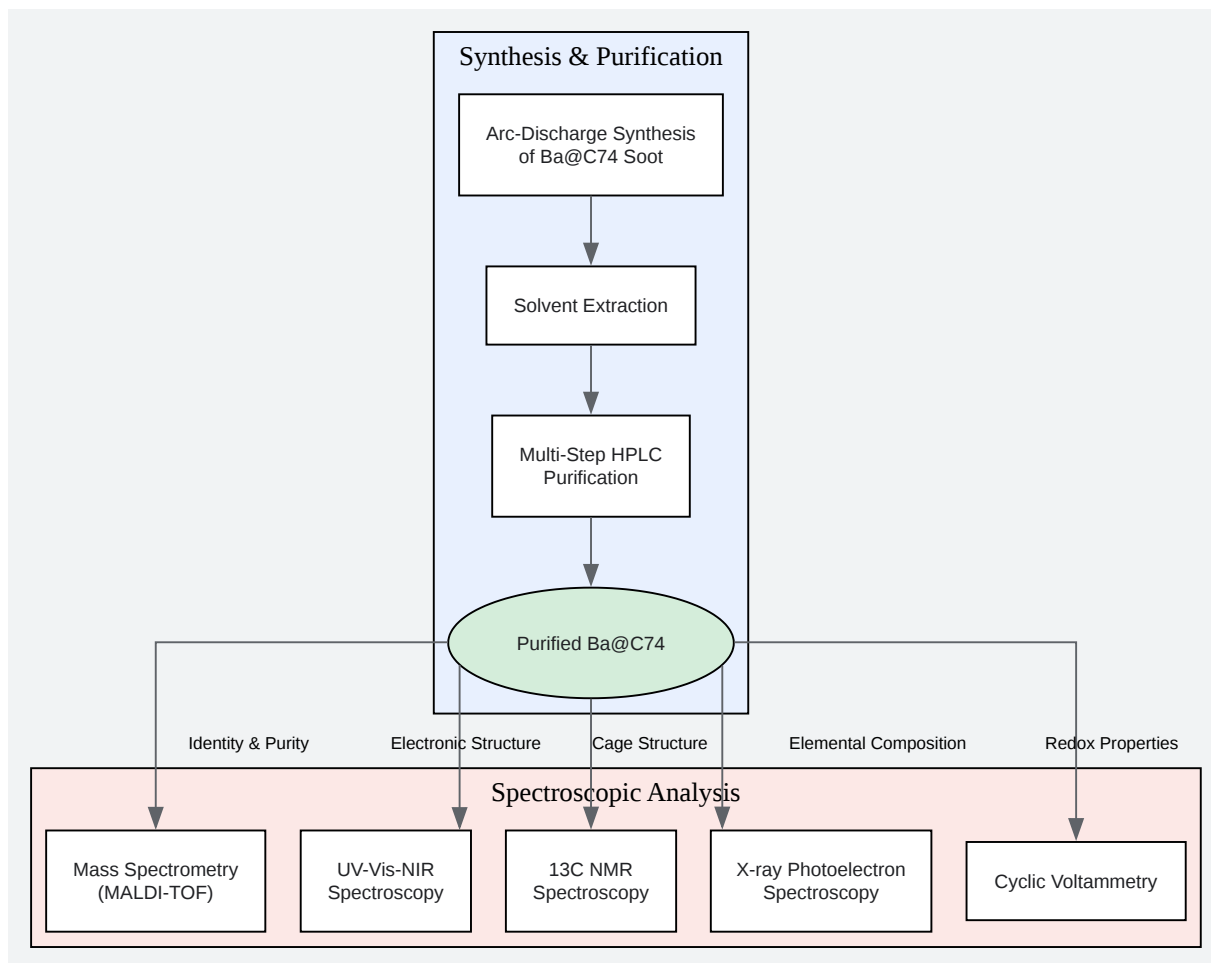 Synthesis & Purification
Arc-Discharge Synthesis
of Ba@C74 Soot
Solvent Extraction
Multi-Step HPLC
Purification
Purified Ba@C74
Identity & Purity
Electronic Structure
Cage Structure
Elemental Composition
Redox Properties
Spectroscopic Analysis
Mass Spectrometry
(MALDI-TOF)
UV-Vis-NIR
Spectroscopy
13C NMR
Spectroscopy
X-ray Photoelectron
Spectroscopy
Cyclic Voltammetry